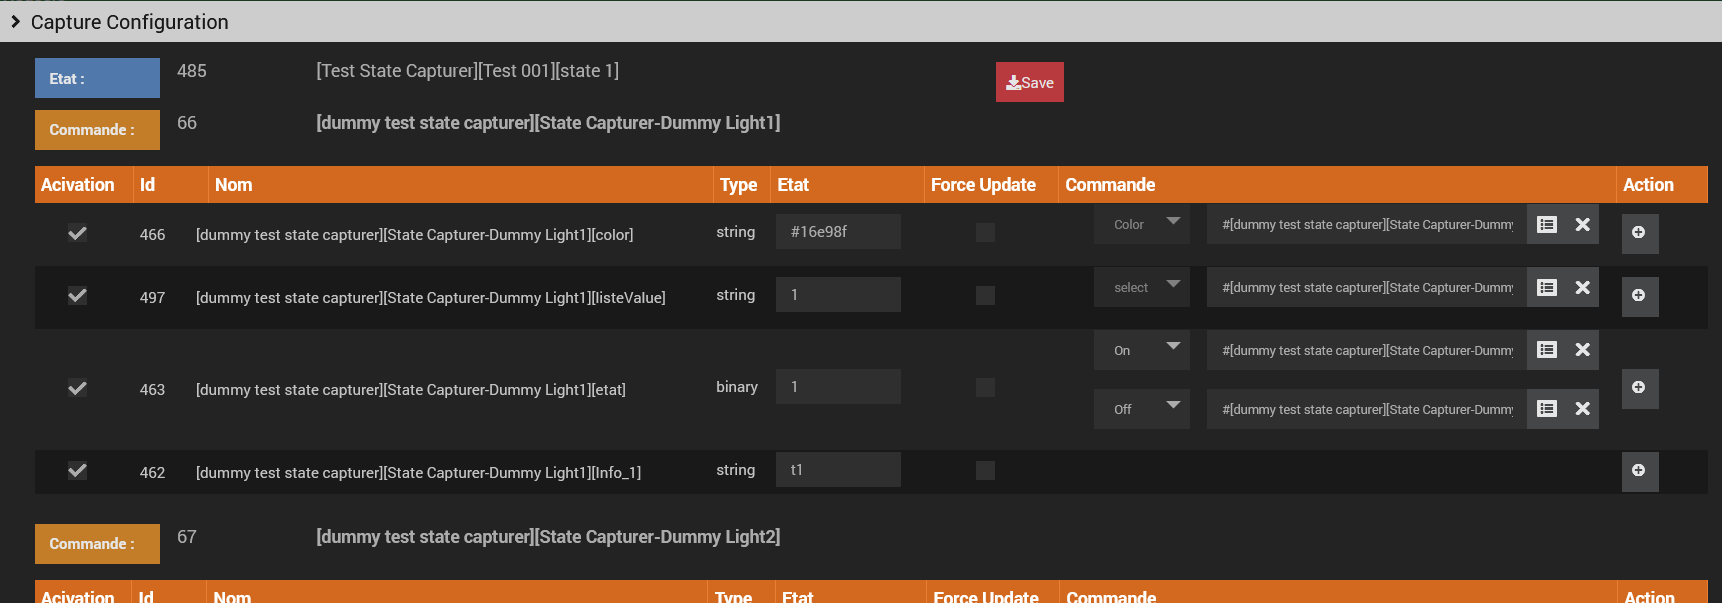 Capture Configuration
Etat : 485 [Test State Capturer][Test 001][state 1] Save
Commande : 66 [dummy test state capturer][State Capturer-Dummy Light1]
Acivation Id Nom Type Etat Force Update Commande Action
466 [dummy test state capturer][State Capturer-Dummy Light1][color] string #16e98f Color #[dummy test state capturer][State Capturer-Dummy
497 [dummy test state capturer][State Capturer-Dummy Light1][listeValue] string 1 select #[dummy test state capturer][State Capturer-Dummy
On #[dummy test state capturer][State Capturer-Dummy
463 [dummy test state capturer][State Capturer-Dummy Light1][etat] binary 1
Off #[dummy test state capturer][State Capturer-Dummy
462 [dummy test state capturer][State Capturer-Dummy Light1][Info_1] string t1
Commande : 67 [dummy test state capturer][State Capturer-Dummy Light2]
Acivation Id Nom Type Etat Force Update Commande Action